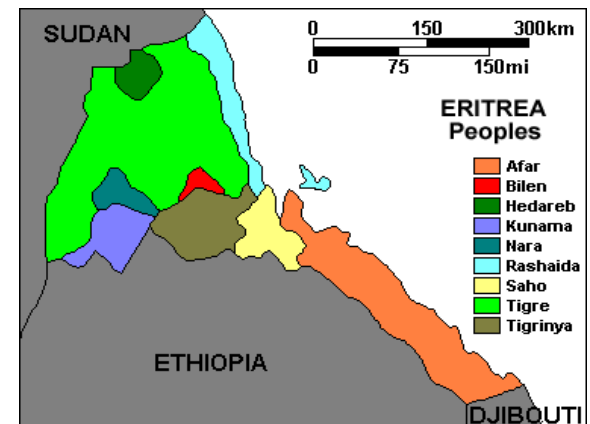 SUDAN
0 150 300km
0 75 150mi
ERITREA
Peoples
Afar
Bilen
Hedareb
Kunama
Nara
Rashaida
Saho
Tigre
Tigrinya
ETHIOPIA
DJIBOUTI